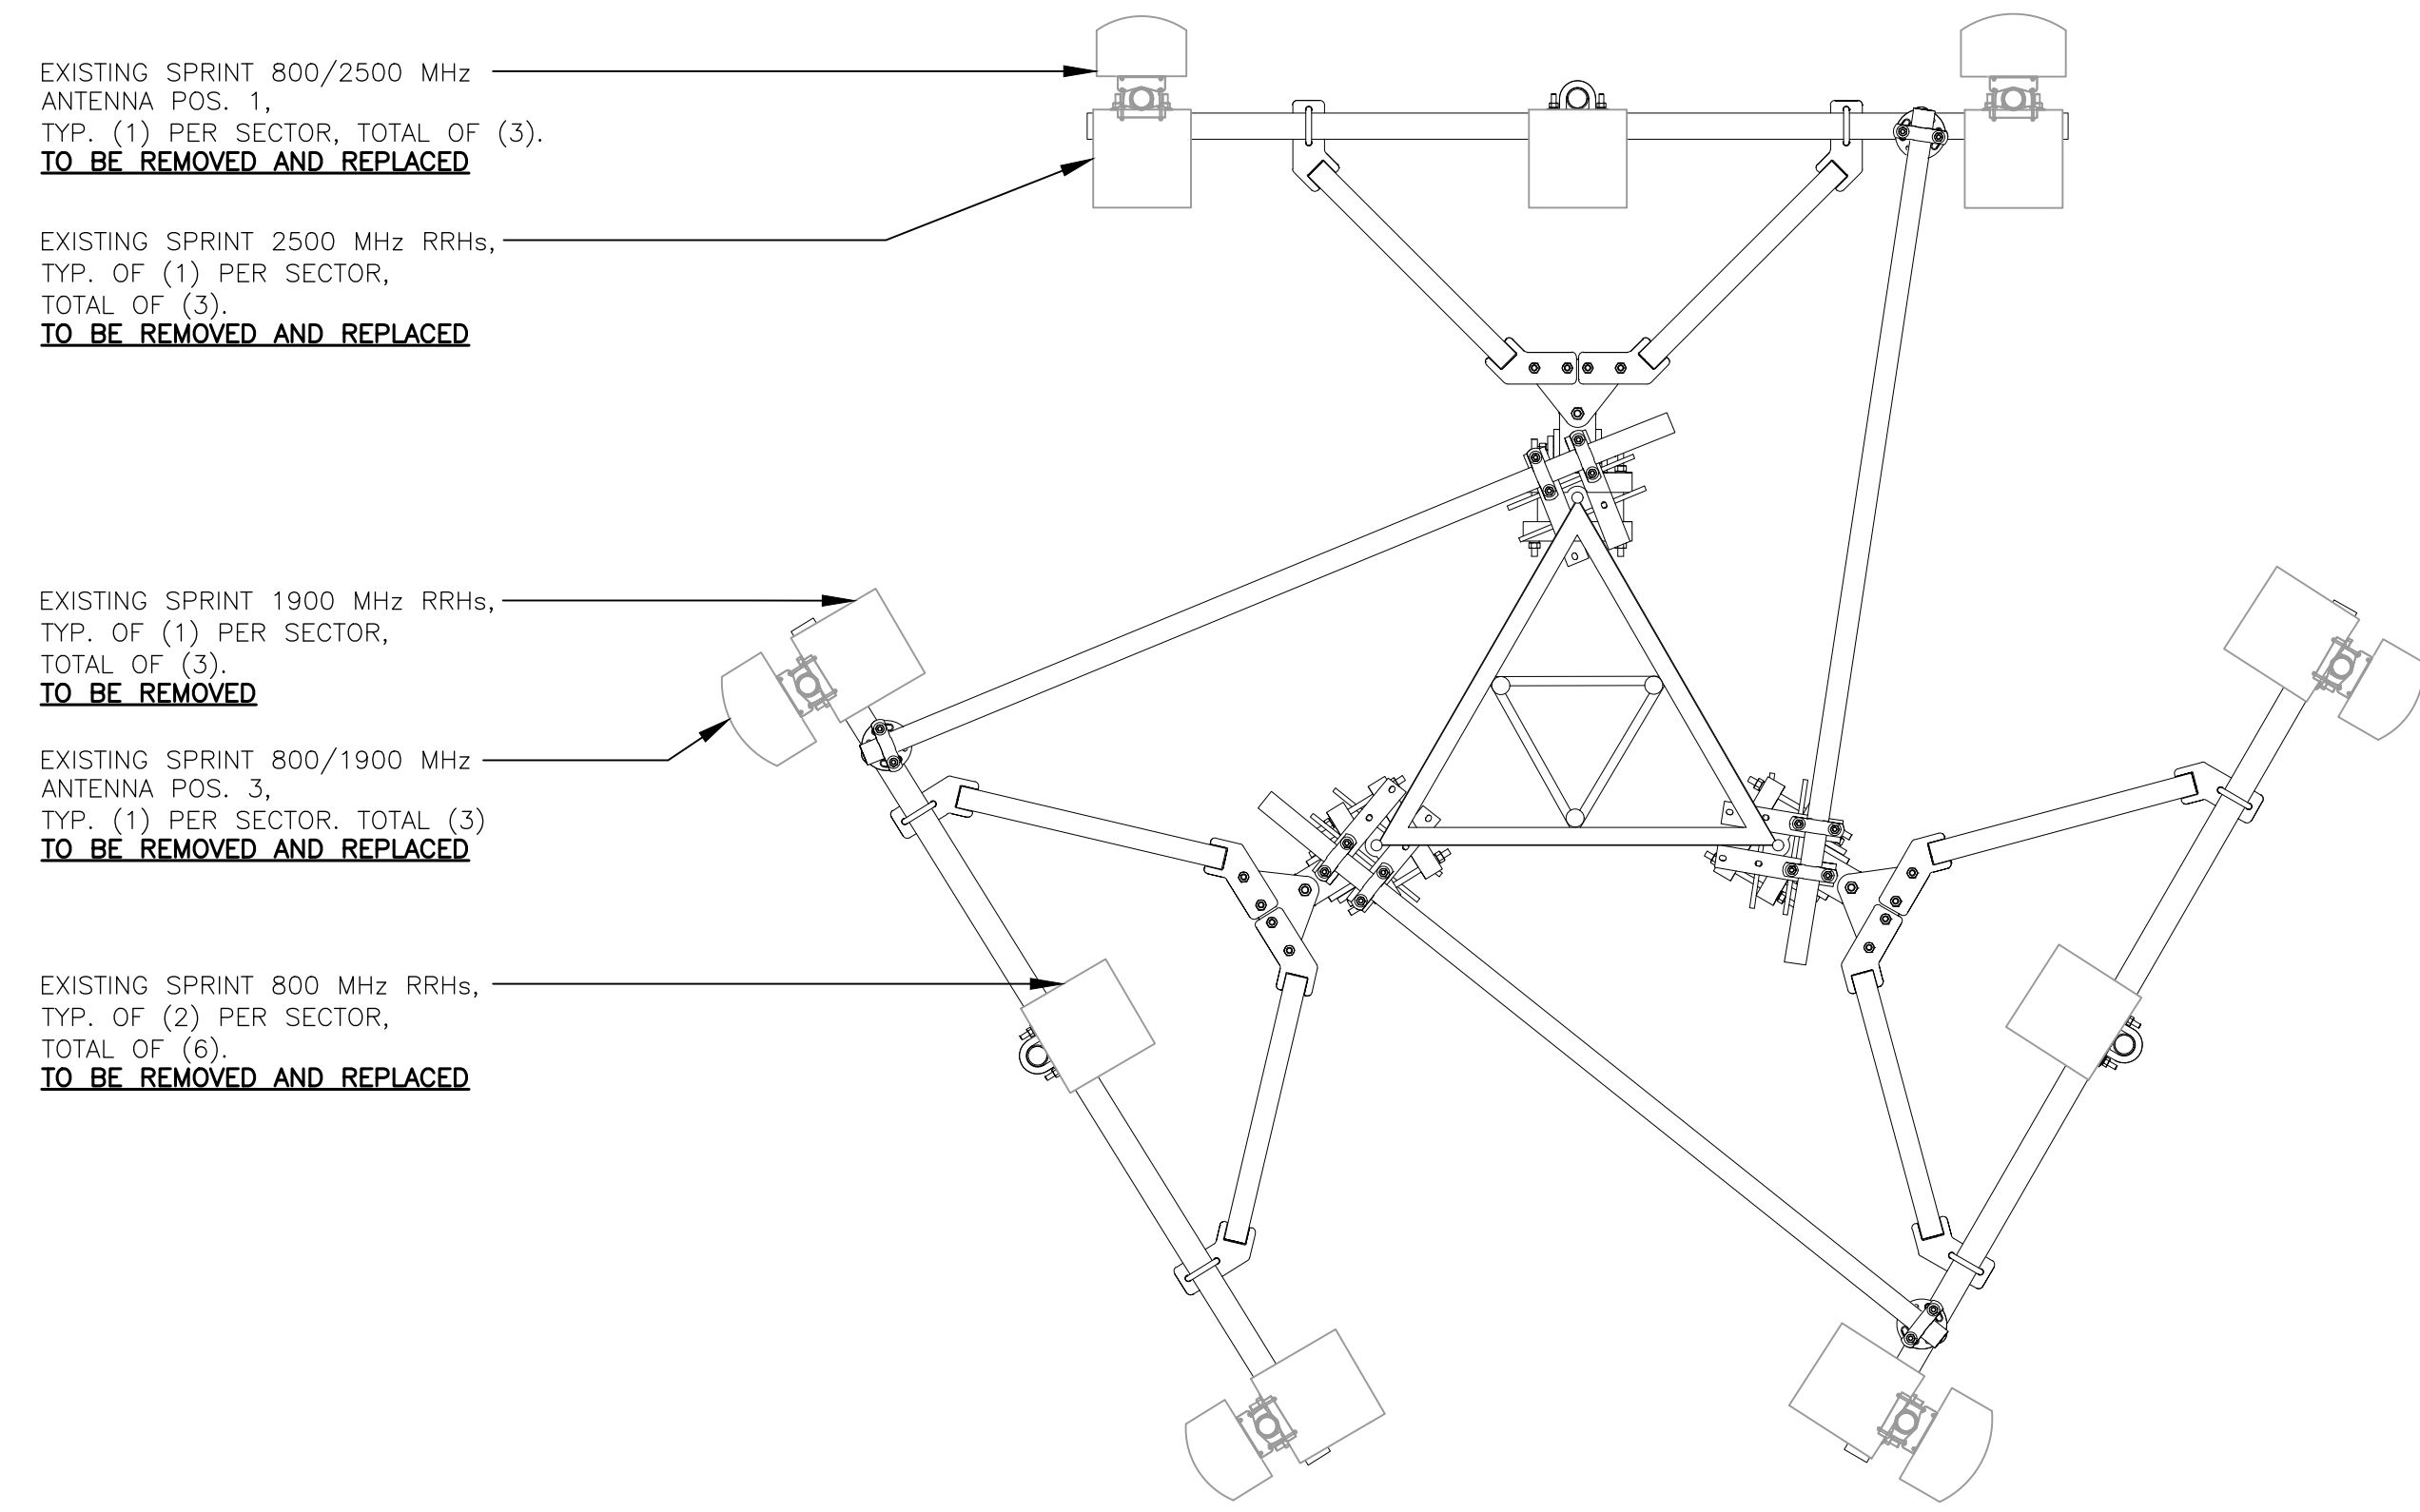 EXISTING SPRINT 800/2500 MHz
ANTENNA POS. 1,
TYP. (1) PER SECTOR, TOTAL OF (3).
TO BE REMOVED AND REPLACED
EXISTING SPRINT 2500 MHz RRHs,
TYP. OF (1) PER SECTOR,
TOTAL OF (3).
TO BE REMOVED AND REPLACED
EXISTING SPRINT 1900 MHz RRHs,
TYP. OF (1) PER SECTOR,
TOTAL OF (3).
TO BE REMOVED
EXISTING SPRINT 800/1900 MHz
ANTENNA POS. 3,
TYP. (1) PER SECTOR. TOTAL (3)
TO BE REMOVED AND REPLACED
EXISTING SPRINT 800 MHz RRHs,
TYP. OF (2) PER SECTOR,
TOTAL OF (6).
TO BE REMOVED AND REPLACED